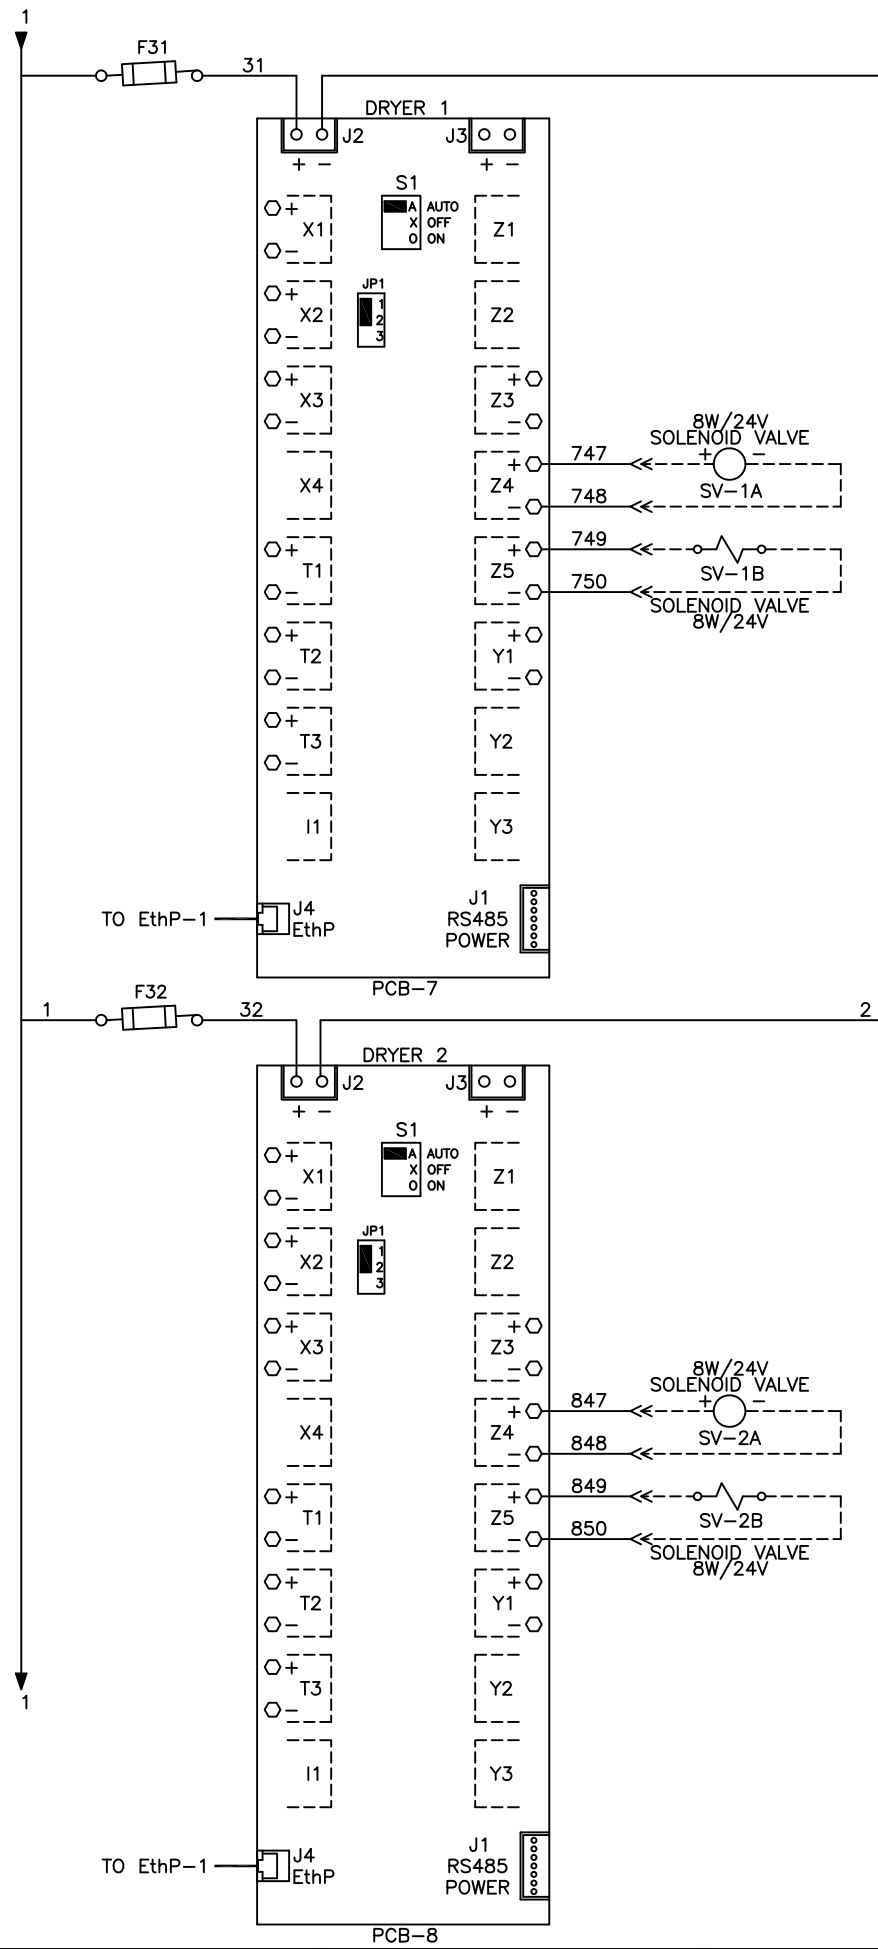 1
F31
31
DRYER 1
J2
J3
+ −
+ −
S1
A AUTO
X OFF
O ON
+
X1
−
Z1
JP1
1
2
3
+
X2
−
Z2
+
X3
−
+
Z3
−
8W/24V
SOLENOID VALVE
+ −
SV−1A
X4
+
Z4
−
747
748
+
T1
−
+
Z5
−
749
750
SV−1B
SOLENOID VALVE
8W/24V
+
T2
−
+
Y1
−
+
T3
−
Y2
I1
Y3
TO EthP−1
J4
EthP
J1
RS485
POWER
PCB−7
1
F32
32
2
DRYER 2
J2
J3
+ −
+ −
S1
A AUTO
X OFF
O ON
+
X1
−
Z1
JP1
1
2
3
+
X2
−
Z2
+
X3
−
+
Z3
−
8W/24V
SOLENOID VALVE
+ −
SV−2A
X4
+
Z4
−
847
848
+
T1
−
+
Z5
−
849
850
SV−2B
SOLENOID VALVE
8W/24V
+
T2
−
+
Y1
−
+
T3
−
Y2
1
I1
Y3
TO EthP−1
J4
EthP
J1
RS485
POWER
PCB−8